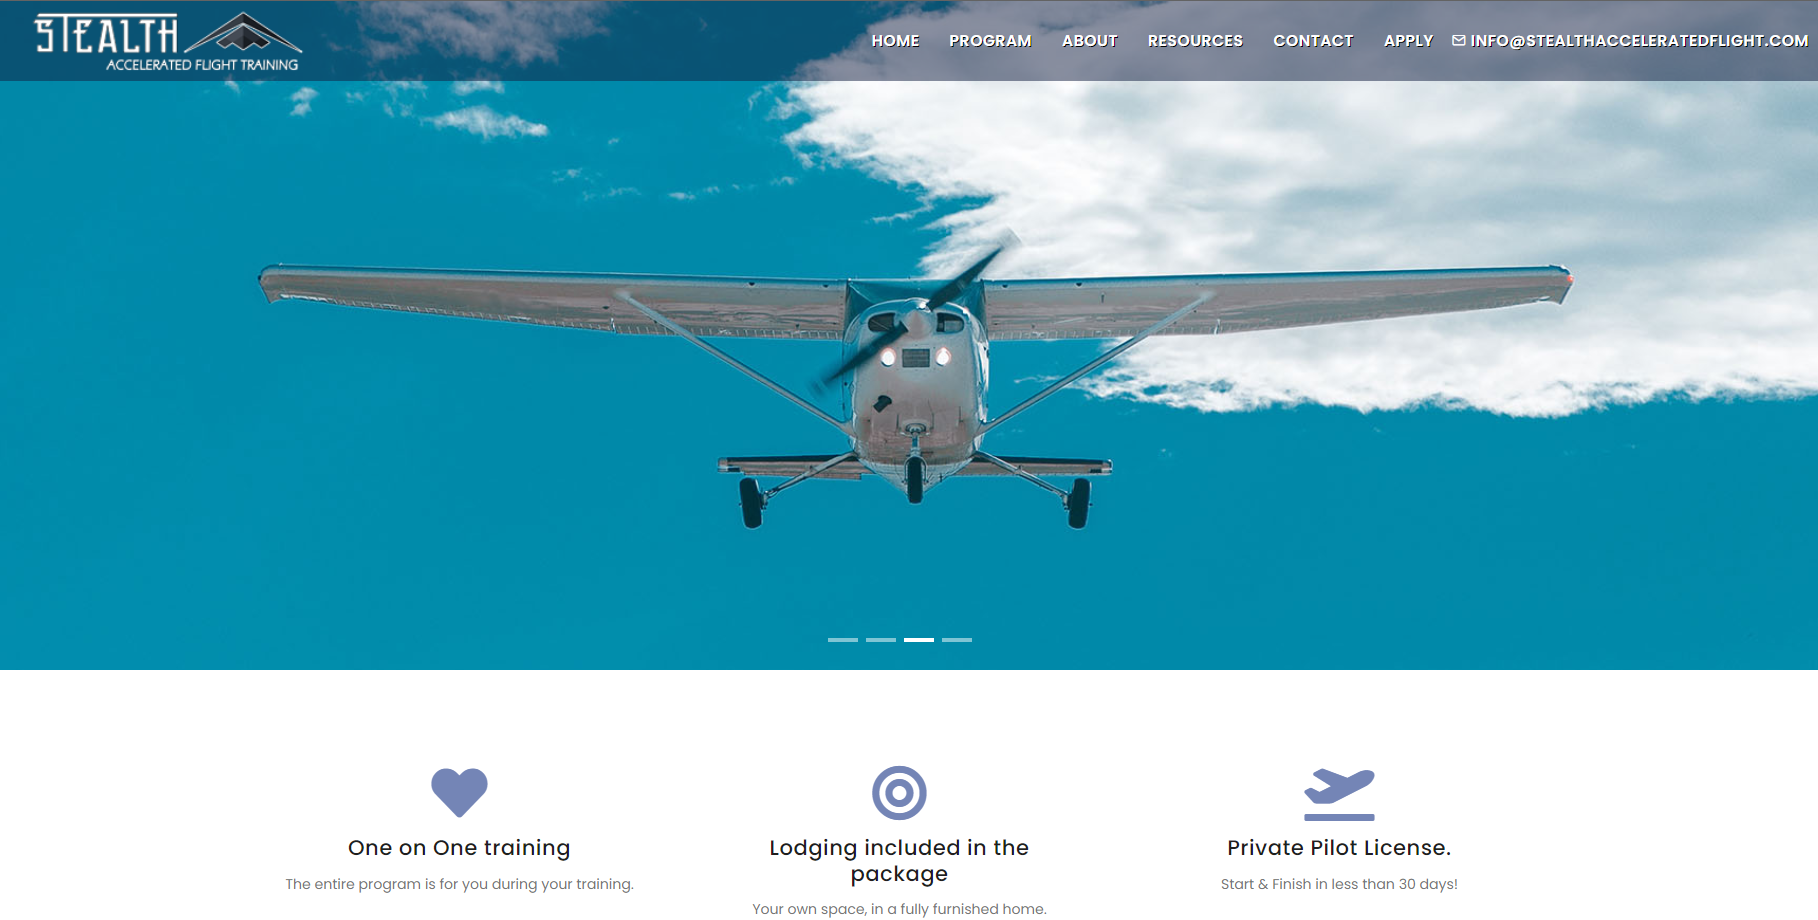 STEALTH
ACCELERATED FLIGHT TRAINING
HOME PROGRAM ABOUT RESOURCES CONTACT APPLY INFO@STEALTHACCELERATEDFLIGHT.COM
One on One training
The entire program is for you during your training.
Lodging included in the
package
Your own space, in a fully furnished home.
Private Pilot License.
Start & Finish in less than 30 days!